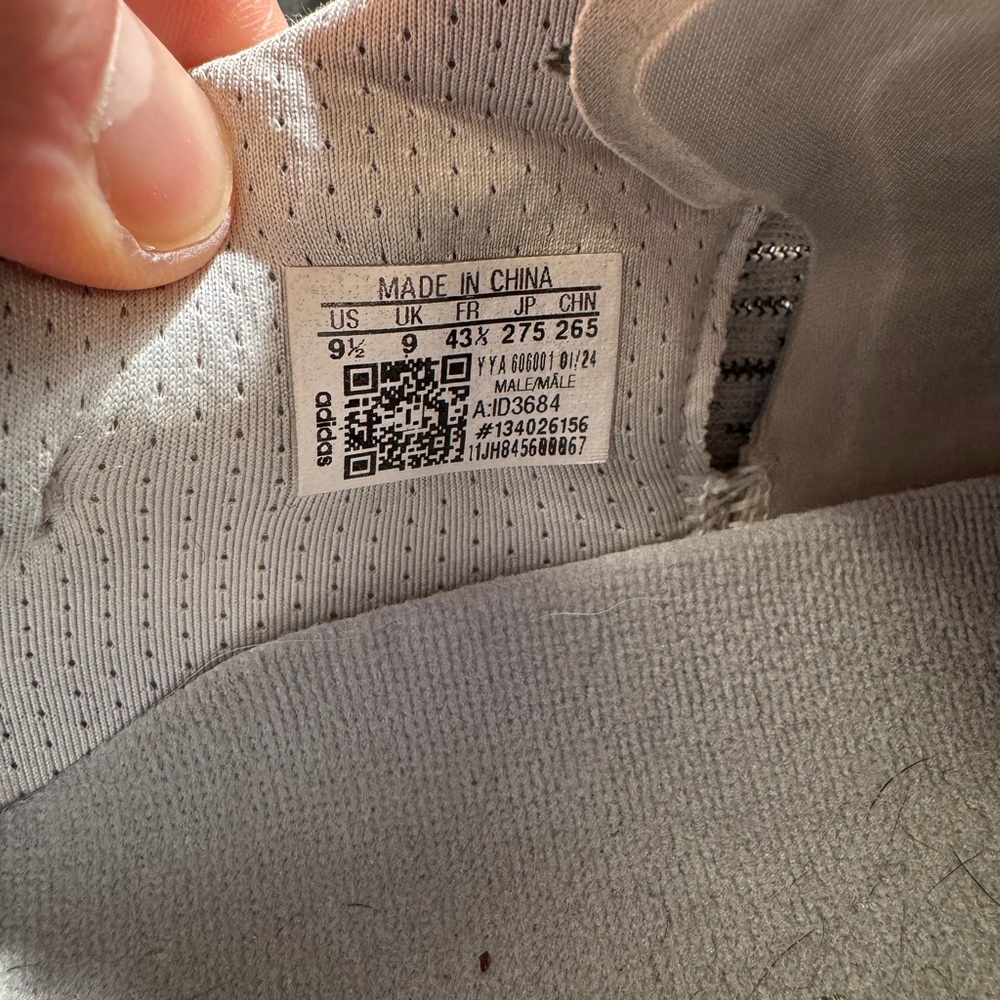 MADE IN CHINA
US UK FR JP CHN
9½ 9 43⅓ 275 265
YYA 606001 01/24
MALE/MÂLE
A:ID3684
#134026156
adidas